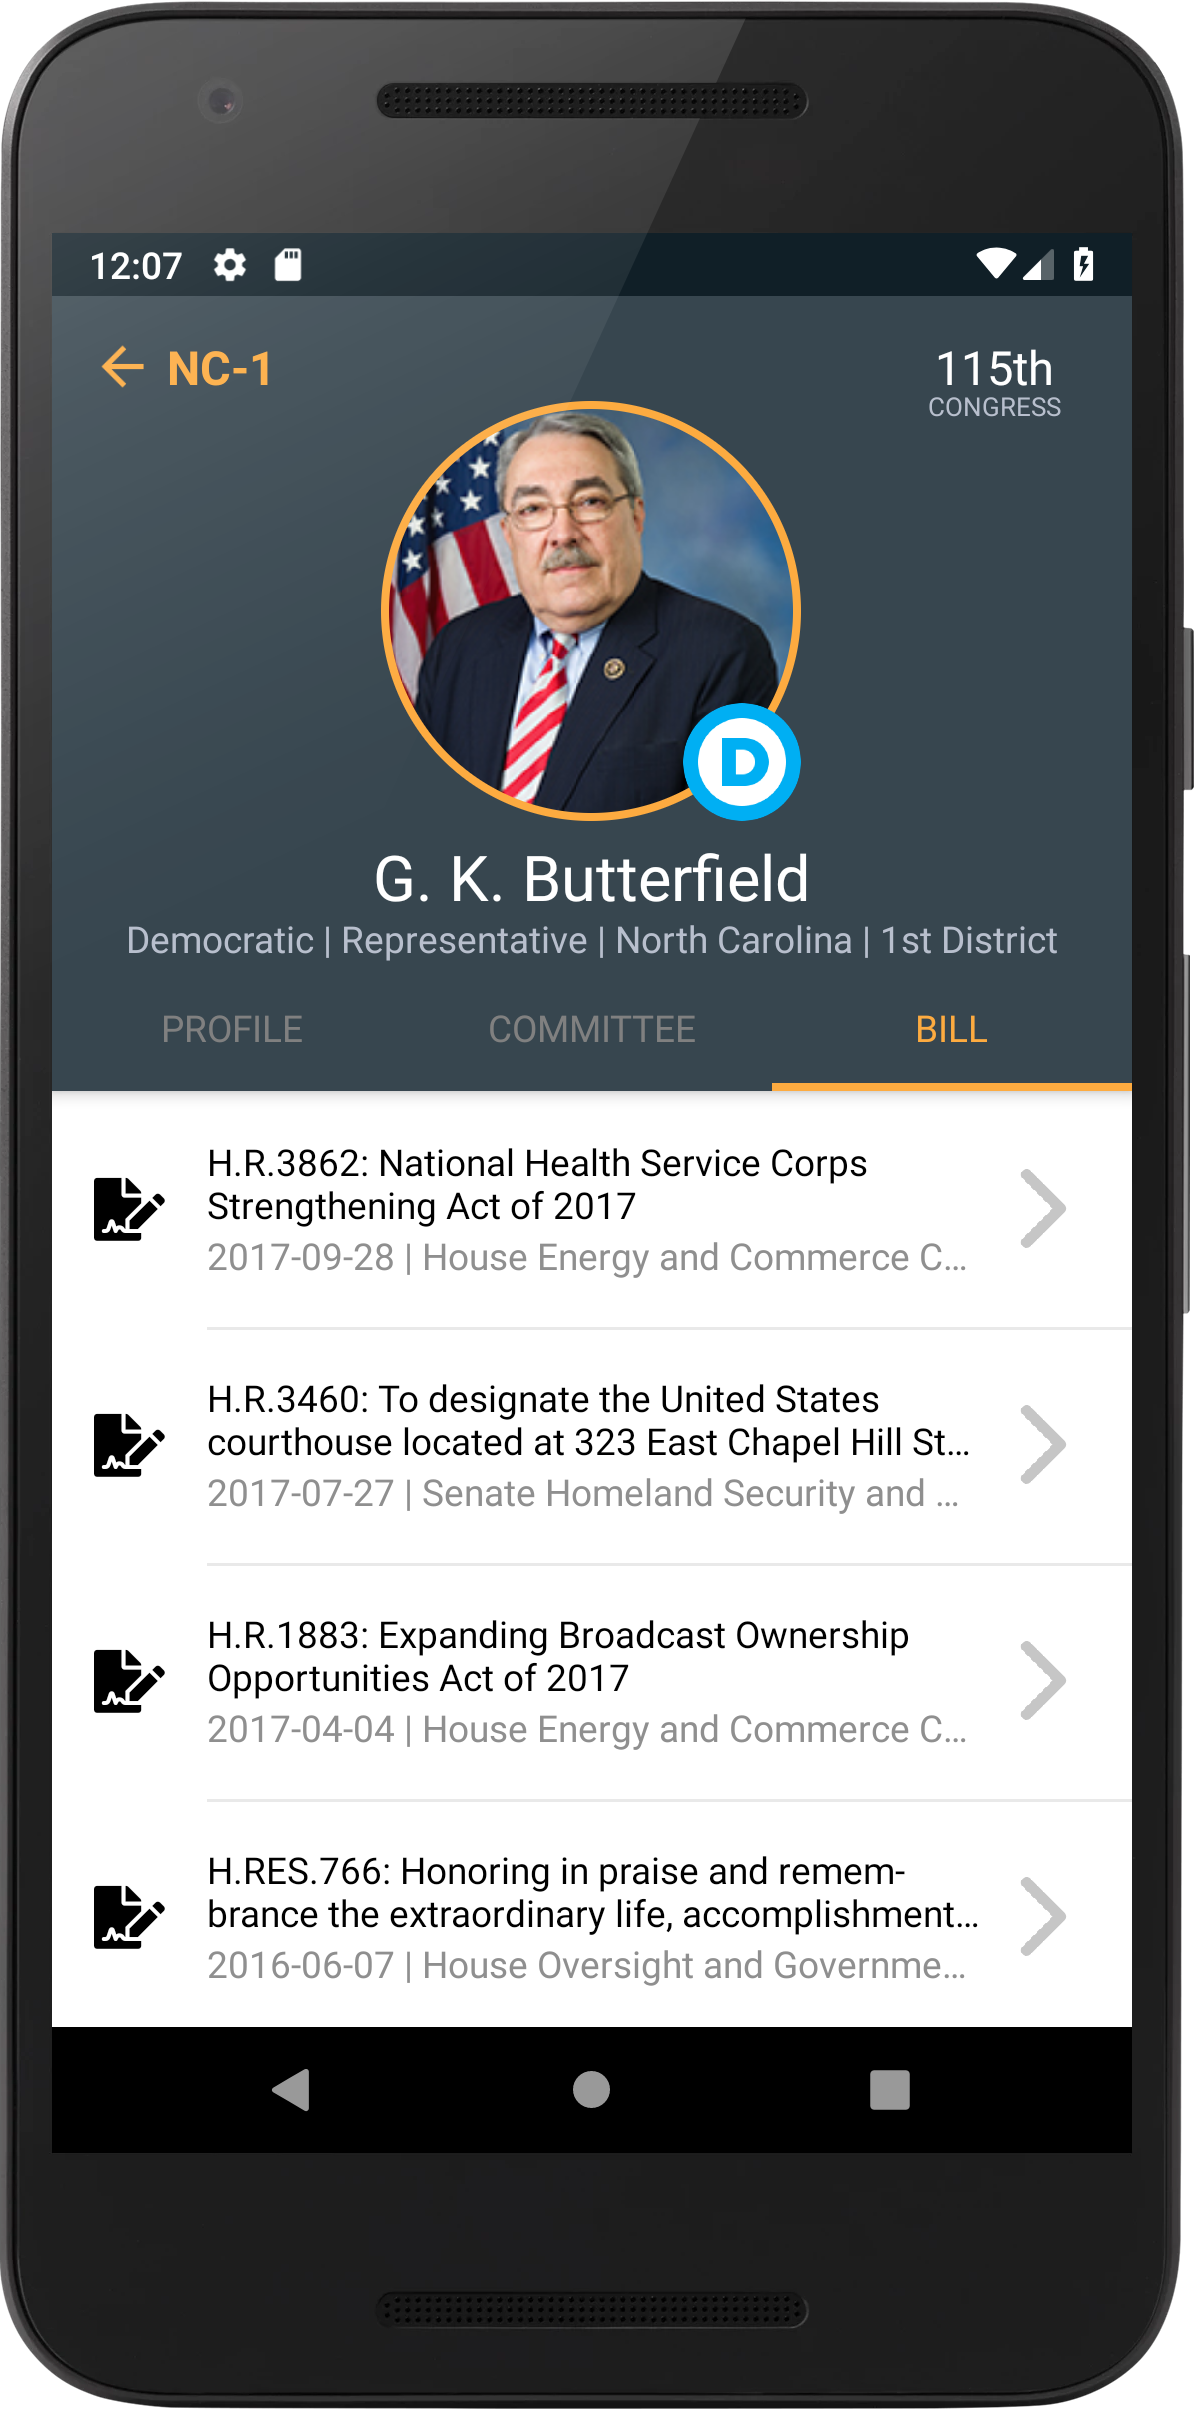 12:07
NC-1
115th
CONGRESS
D
G. K. Butterfield
Democratic | Representative | North Carolina | 1st District
PROFILE COMMITTEE BILL
H.R.3862: National Health Service Corps
Strengthening Act of 2017
2017-09-28 | House Energy and Commerce C...
H.R.3460: To designate the United States
courthouse located at 323 East Chapel Hill St...
2017-07-27 | Senate Homeland Security and ...
H.R.1883: Expanding Broadcast Ownership
Opportunities Act of 2017
2017-04-04 | House Energy and Commerce C...
H.RES.766: Honoring in praise and remem-
brance the extraordinary life, accomplishment...
2016-06-07 | House Oversight and Governme...